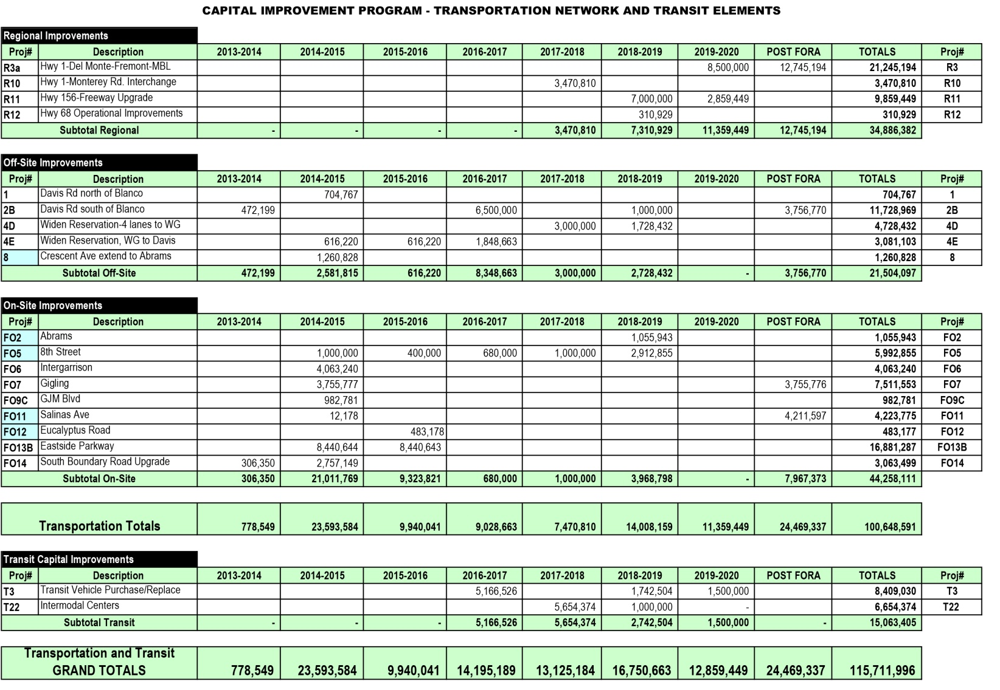 CAPITAL IMPROVEMENT PROGRAM - TRANSPORTATION NETWORK AND TRANSIT ELEMENTS
Regional Improvements
Proj# Description 2013-2014 2014-2015 2015-2016 2016-2017 2017-2018 2018-2019 2019-2020 POST FORA TOTALS Proj#
R3a Hwy 1-Del Monte-Fremont-MBL 8,500,000 12,745,194 21,245,194 R3
R10 Hwy 1-Monterey Rd. Interchange 3,470,810 3,470,810 R10
R11 Hwy 156-Freeway Upgrade 7,000,000 2,859,449 9,859,449 R11
R12 Hwy 68 Operational Improvements 310,929 310,929 R12
Subtotal Regional - - - - 3,470,810 7,310,929 11,359,449 12,745,194 34,886,382
Off-Site Improvements
Proj# Description 2013-2014 2014-2015 2015-2016 2016-2017 2017-2018 2018-2019 2019-2020 POST FORA TOTALS Proj#
1 Davis Rd north of Blanco 704,767 704,767 1
2B Davis Rd south of Blanco 472,199 6,500,000 1,000,000 3,756,770 11,728,969 2B
4D Widen Reservation-4 lanes to WG 3,000,000 1,728,432 4,728,432 4D
4E Widen Reservation, WG to Davis 616,220 616,220 1,848,663 3,081,103 4E
8 Crescent Ave extend to Abrams 1,260,828 1,260,828 8
Subtotal Off-Site 472,199 2,581,815 616,220 8,348,663 3,000,000 2,728,432 - 3,756,770 21,504,097
On-Site Improvements
Proj# Description 2013-2014 2014-2015 2015-2016 2016-2017 2017-2018 2018-2019 2019-2020 POST FORA TOTALS Proj#
FO2 Abrams 1,055,943 1,055,943 FO2
FO5 8th Street 1,000,000 400,000 680,000 1,000,000 2,912,855 5,992,855 FO5
FO6 Intergarrison 4,063,240 4,063,240 FO6
FO7 Gigling 3,755,777 3,755,776 7,511,553 FO7
FO9C GJM Blvd 982,781 982,781 FO9C
FO11 Salinas Ave 12,178 4,211,597 4,223,775 FO11
FO12 Eucalyptus Road 483,178 483,177 FO12
FO13B Eastside Parkway 8,440,644 8,440,643 16,881,287 FO13B
FO14 South Boundary Road Upgrade 306,350 2,757,149 3,063,499 FO14
Subtotal On-Site 306,350 21,011,769 9,323,821 680,000 1,000,000 3,968,798 - 7,967,373 44,258,111
Transportation Totals 778,549 23,593,584 9,940,041 9,028,663 7,470,810 14,008,159 11,359,449 24,469,337 100,648,591
Transit Capital Improvements
Proj# Description 2013-2014 2014-2015 2015-2016 2016-2017 2017-2018 2018-2019 2019-2020 POST FORA TOTALS Proj#
T3 Transit Vehicle Purchase/Replace 5,166,526 1,742,504 1,500,000 8,409,030 T3
T22 Intermodal Centers 5,654,374 1,000,000 - 6,654,374 T22
Subtotal Transit - - - 5,166,526 5,654,374 2,742,504 1,500,000 - 15,063,405
Transportation and Transit
GRAND TOTALS 778,549 23,593,584 9,940,041 14,195,189 13,125,184 16,750,663 12,859,449 24,469,337 115,711,996